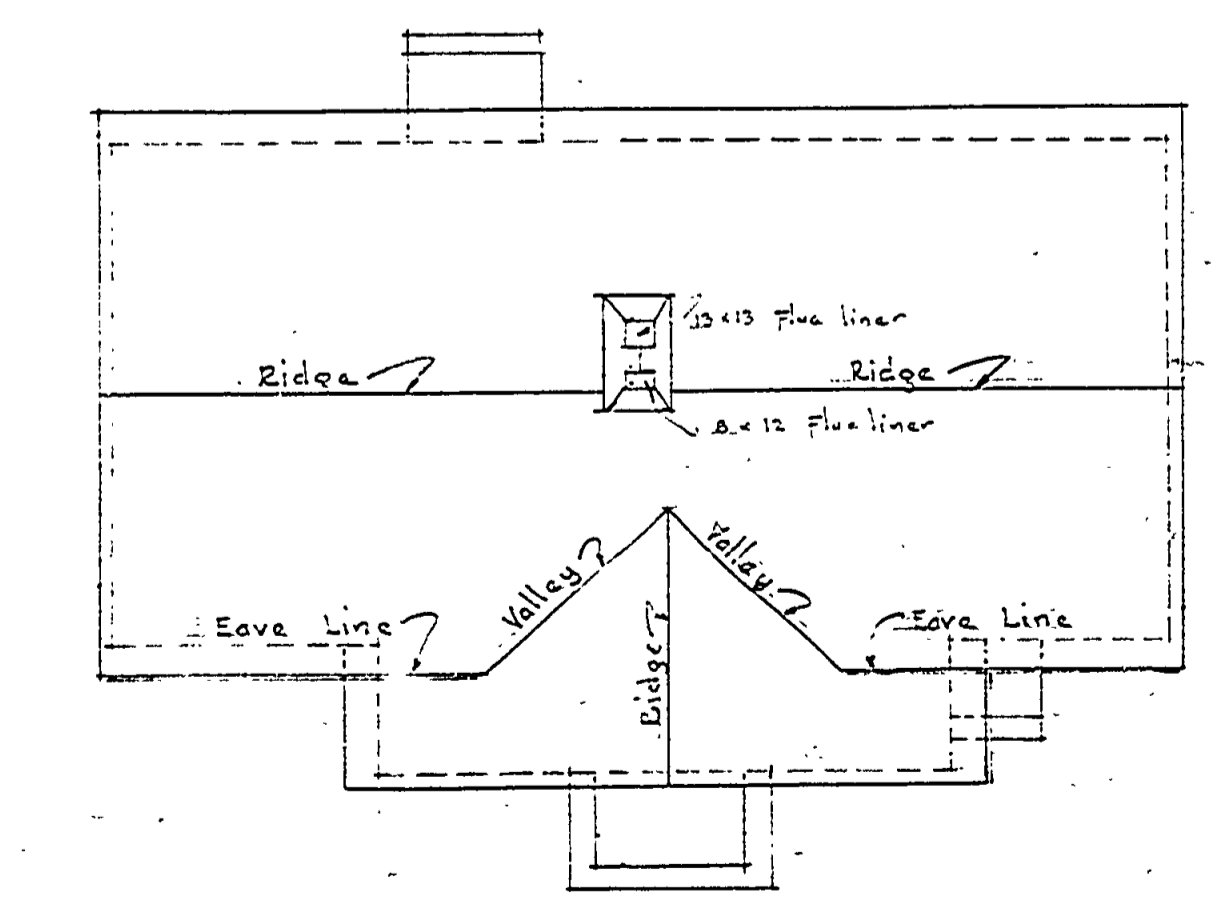 13 x 13 Flue liner
Ridge
Ridge
8 x 12 Flue liner
Valley
Valley
Eave Line
Eave Line
Ridge